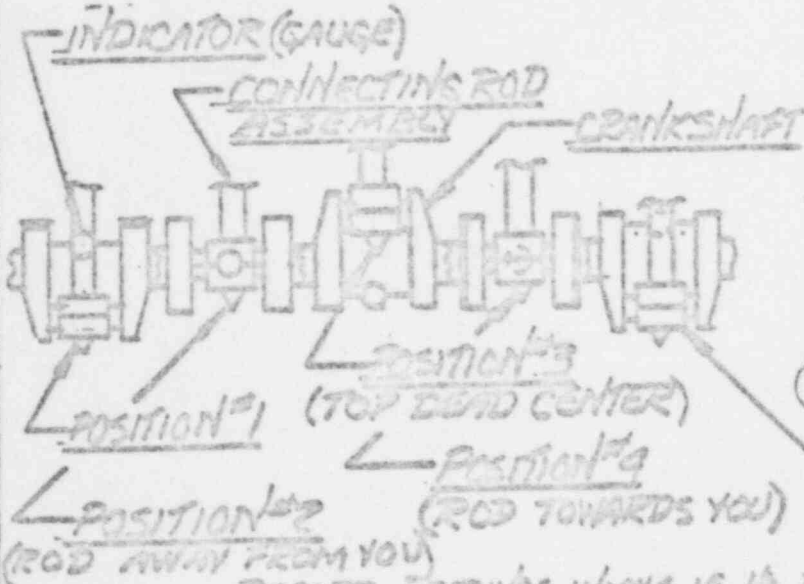 INDICATOR (GAUGE)
CONNECTING ROD
ASSEMBLY
CRANKSHAFT
POSITION #3
(TOP DEAD CENTER)
POSITION #1
POSITION #4
(ROD TOWARDS YOU)
POSITION #2
(ROD AWAY FROM YOU)